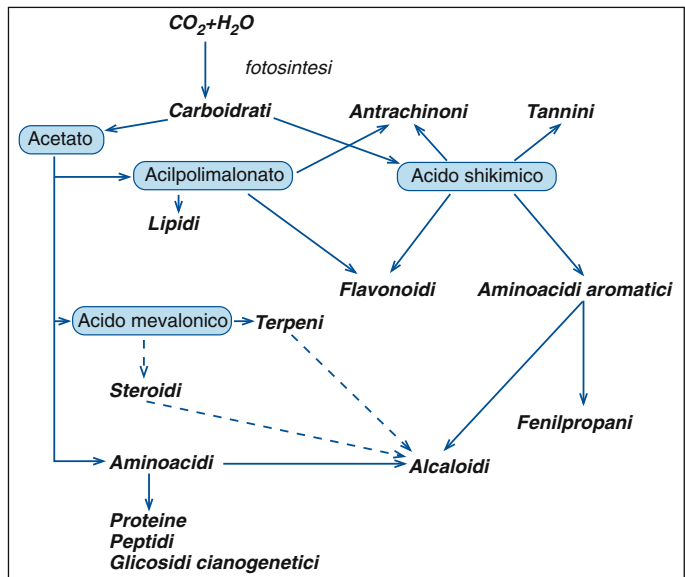 CO2+H2O
fotosintesi
Carboidrati
Antrachinoni
Tannini
Acetato
Acilpolimalonato
Acido shikimico
Lipidi
Flavonoidi
Aminoacidi aromatici
Acido mevalonico
Terpeni
Steroidi
Fenilpropani
Aminoacidi
Alcaloidi
Proteine
Peptidi
Glicosidi cianogenetici